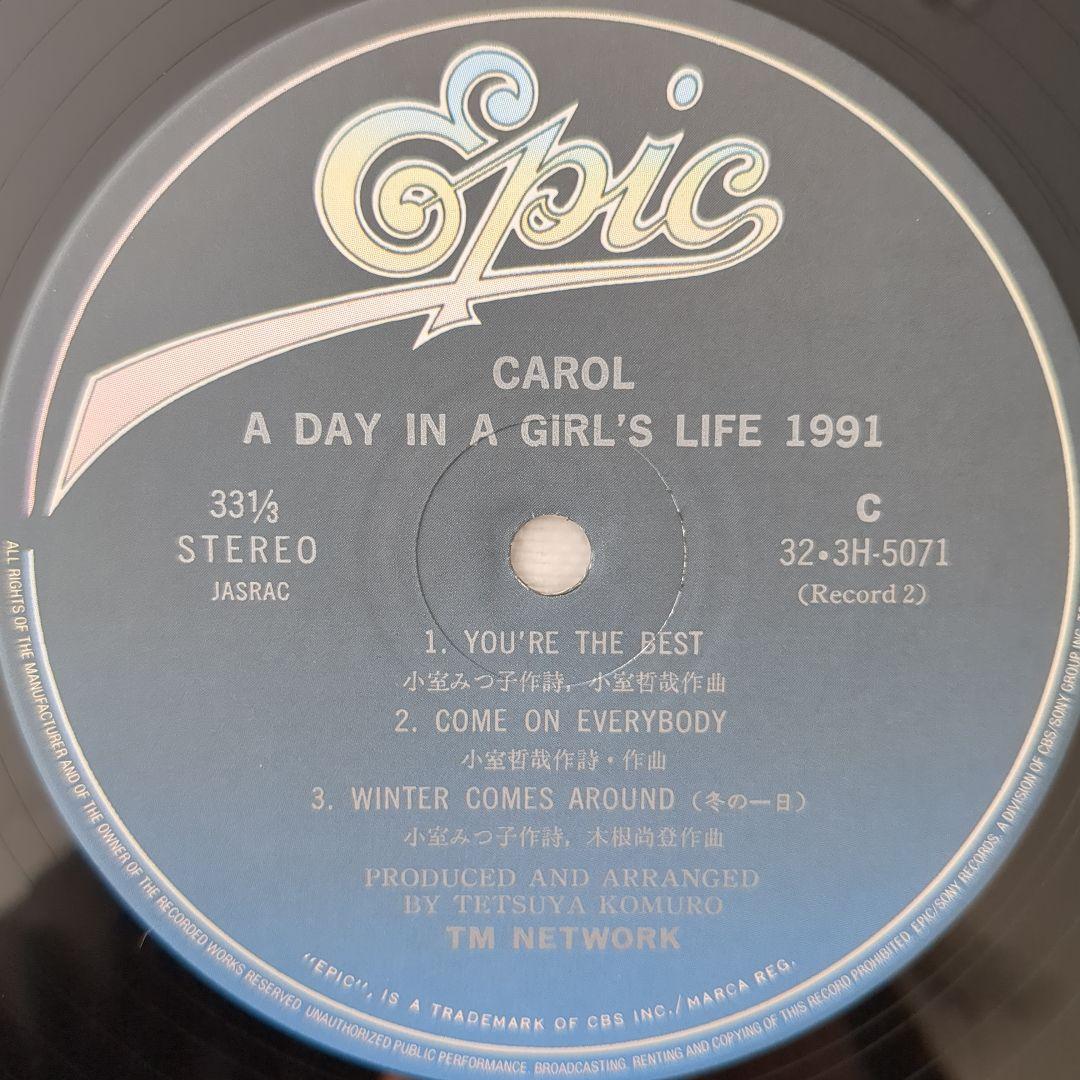 Epic
CAROL
A DAY IN A GIRL'S LIFE 1991
33⅓
STEREO
JASRAC
C
32•3H-5071
(Record 2)
1. YOU'RE THE BEST
小室みつ子作詩, 小室哲哉作曲
2. COME ON EVERYBODY
小室哲哉作詩・作曲
3. WINTER COMES AROUND (冬の一日)
小室みつ子作詩, 木根尚登作曲
PRODUCED AND ARRANGED
BY TETSUYA KOMURO
TM NETWORK
"EPIC", IS A TRADEMARK OF CBS INC./MARCA REG.
ALL RIGHTS OF THE MANUFACTURER AND OF THE OWNER OF THE RECORDED WORKS RESERVED. UNAUTHORIZED PUBLIC PERFORMANCE. BROADCASTING. RENTING AND COPYING OF THIS RECORD PROHIBITED. EPIC/SONY RECORDS. A DIVISION OF CBS/SONY GROUP INC.